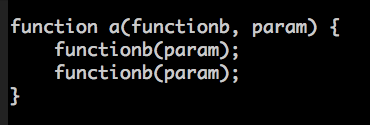 function a(functionb, param) {
    functionb(param);
    functionb(param);
}